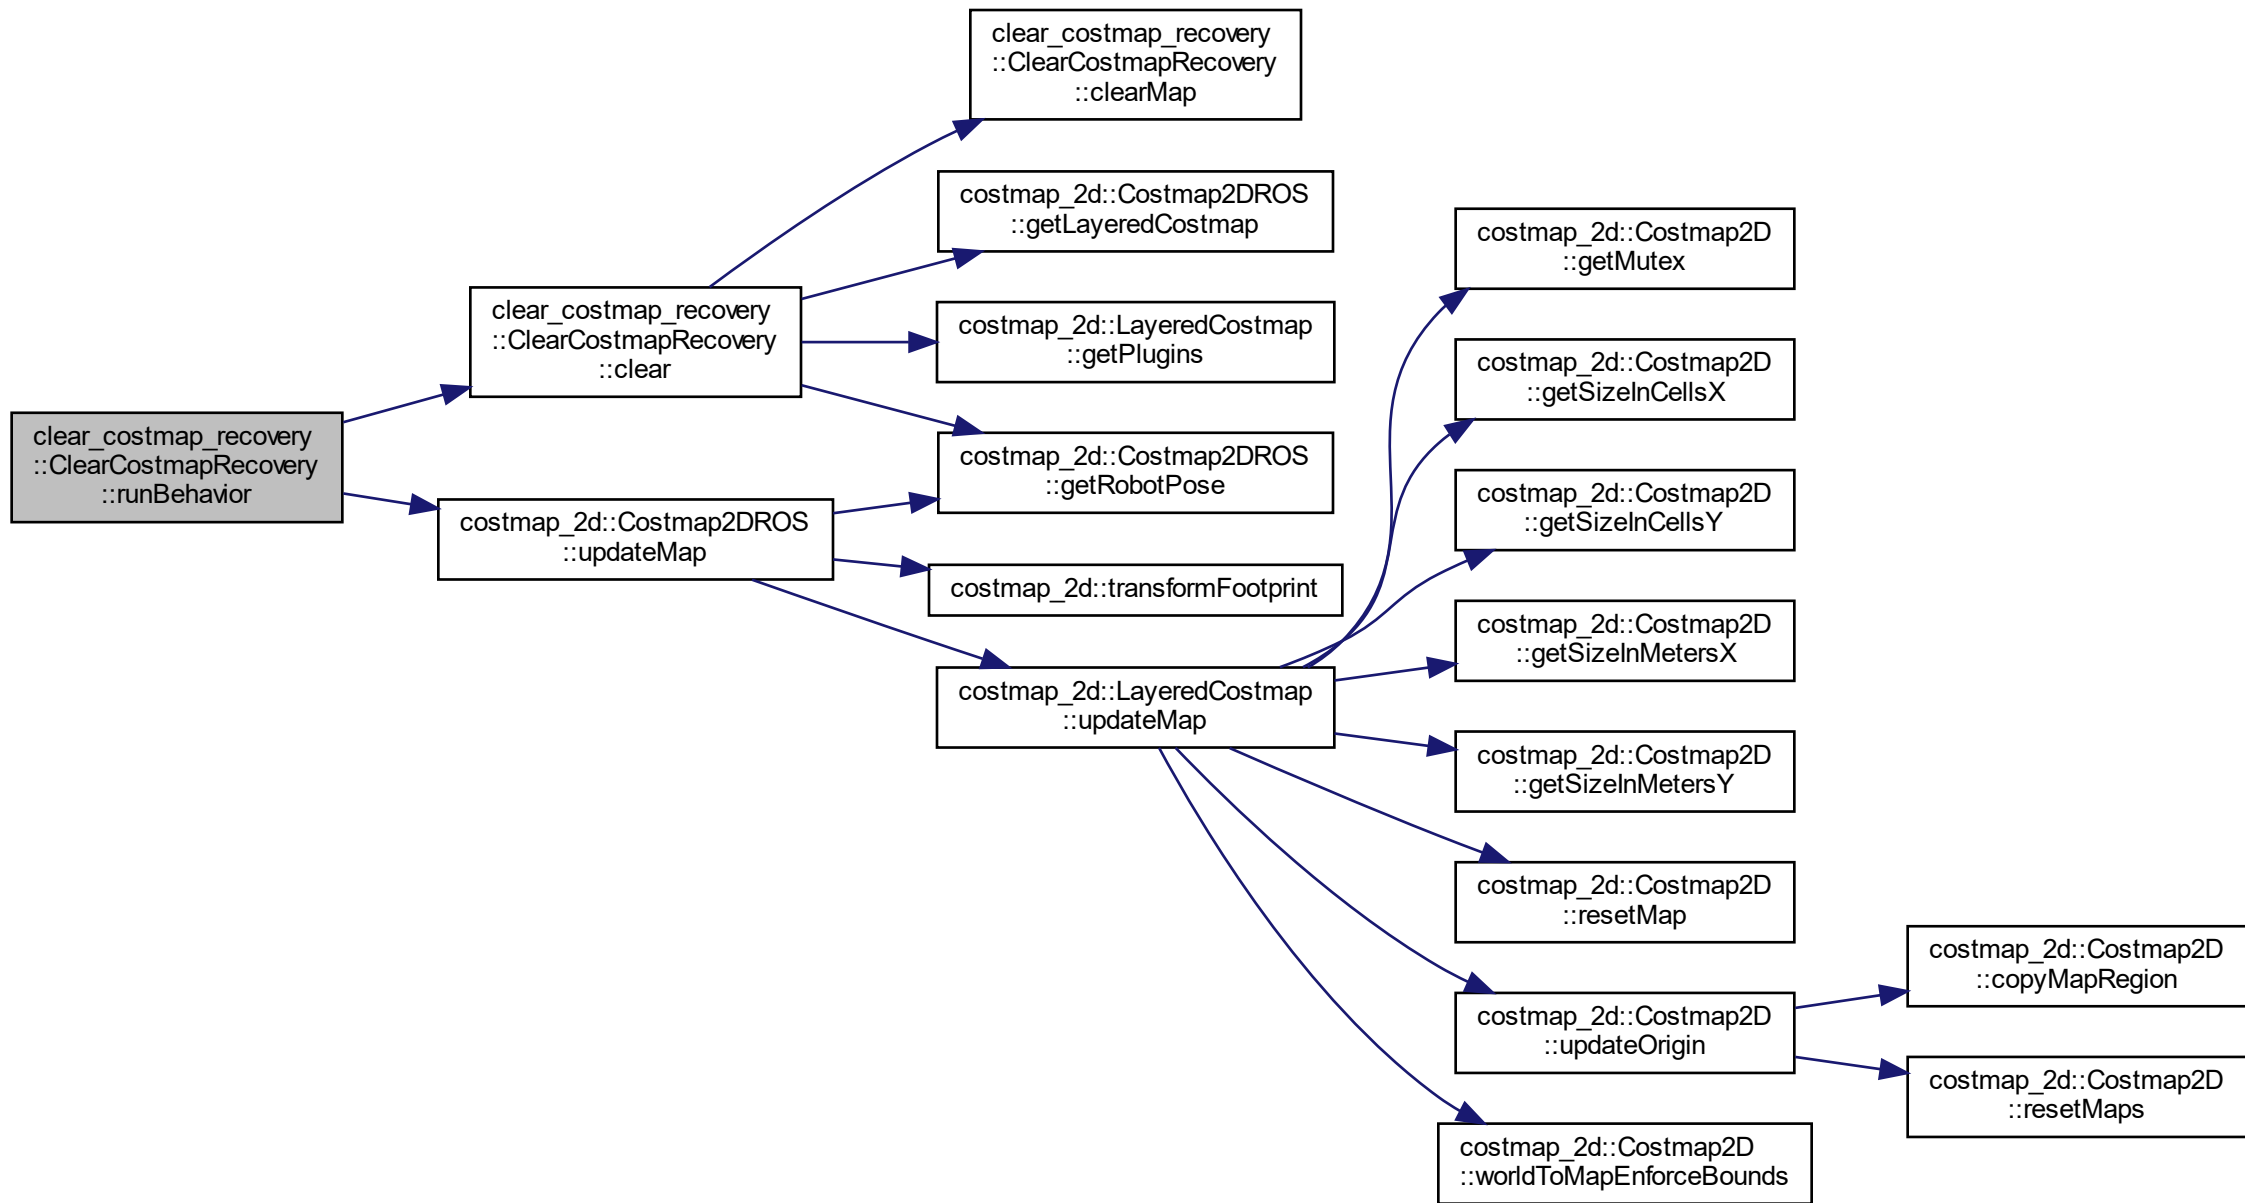 clear_costmap_recovery
::ClearCostmapRecovery
::runBehavior
clear_costmap_recovery
::ClearCostmapRecovery
::clear
costmap_2d::Costmap2DROS
::updateMap
clear_costmap_recovery
::ClearCostmapRecovery
::clearMap
costmap_2d::Costmap2DROS
::getLayeredCostmap
costmap_2d::LayeredCostmap
::getPlugins
costmap_2d::Costmap2DROS
::getRobotPose
costmap_2d::transformFootprint
costmap_2d::LayeredCostmap
::updateMap
costmap_2d::Costmap2D
::getMutex
costmap_2d::Costmap2D
::getSizeInCellsX
costmap_2d::Costmap2D
::getSizeInCellsY
costmap_2d::Costmap2D
::getSizeInMetersX
costmap_2d::Costmap2D
::getSizeInMetersY
costmap_2d::Costmap2D
::resetMap
costmap_2d::Costmap2D
::updateOrigin
costmap_2d::Costmap2D
::worldToMapEnforceBounds
costmap_2d::Costmap2D
::copyMapRegion
costmap_2d::Costmap2D
::resetMaps